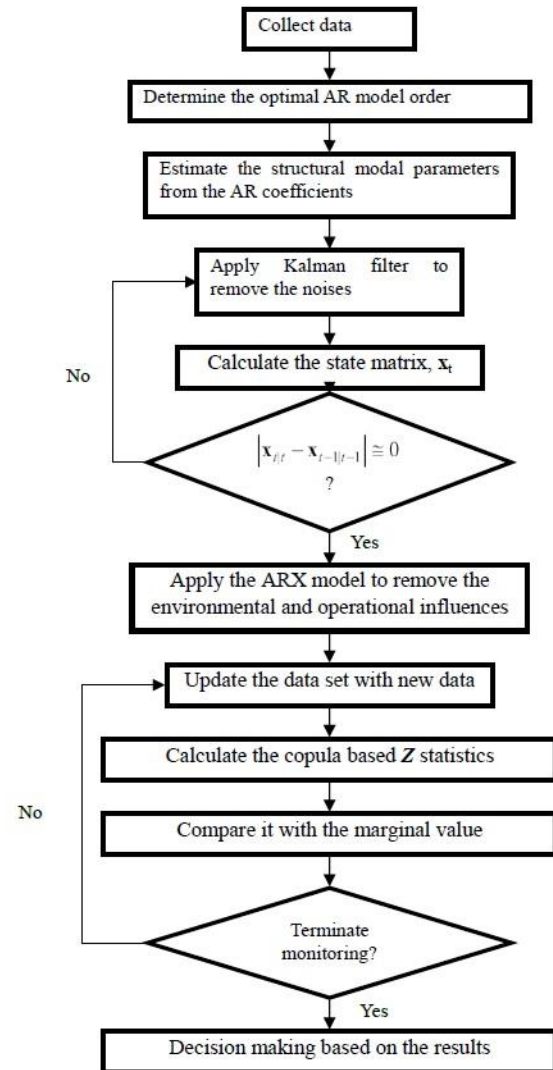 Collect data
Determine the optimal AR model order
Estimate the structural modal parameters
from the AR coefficients
Apply Kalman filter to
remove the noises
No
Calculate the state matrix, xₜ
|x_{t|t} − x_{t−1|t−1}| ≅ 0
?
Yes
Apply the ARX model to remove the
environmental and operational influences
Update the data set with new data
Calculate the copula based Z statistics
No
Compare it with the marginal value
Terminate
monitoring?
Yes
Decision making based on the results